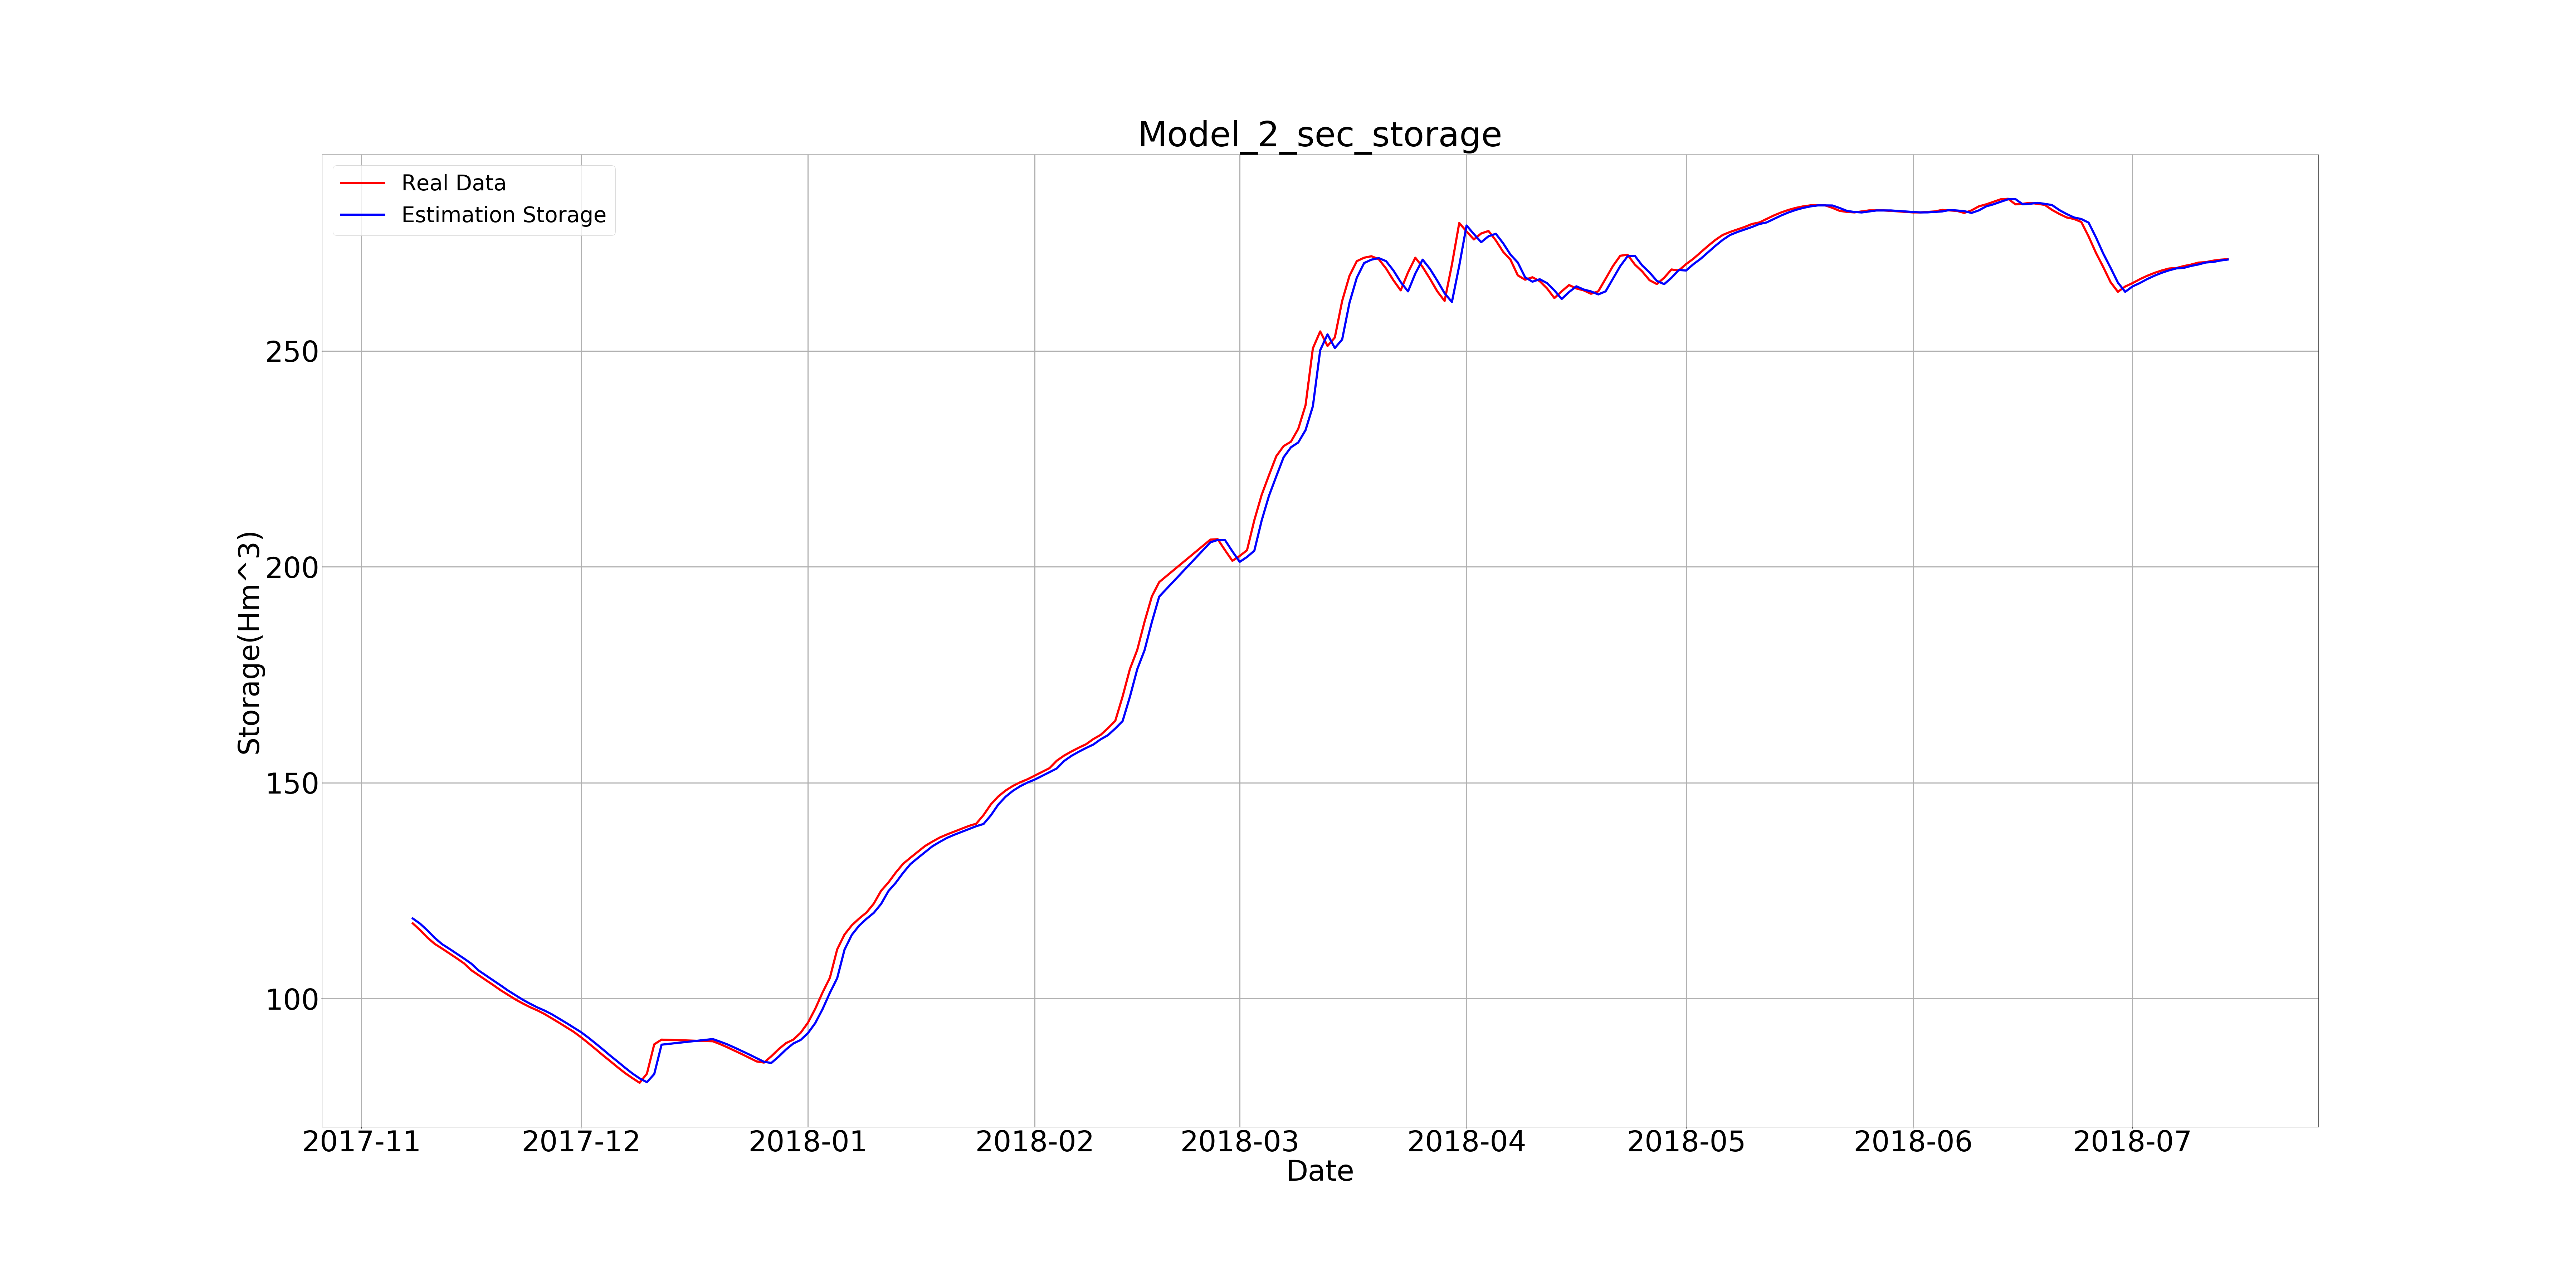 Model_2_sec_storage
Real Data
Estimation Storage
Storage(Hm^3)
250
200
150
100
2017-11 2017-12 2018-01 2018-02 2018-03 2018-04 2018-05 2018-06 2018-07
Date